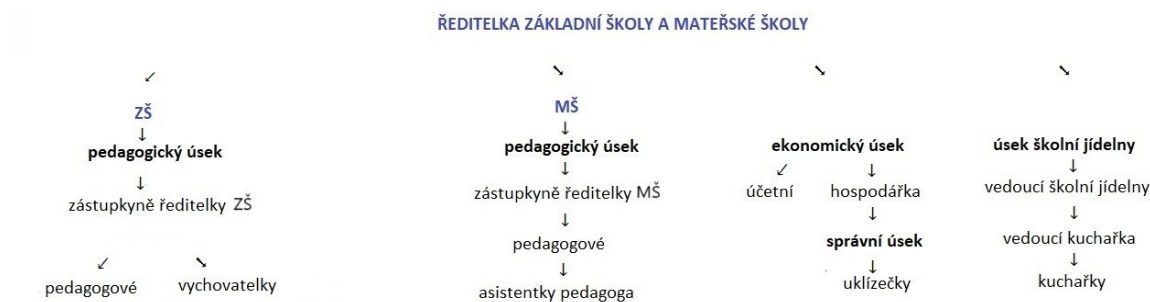 ŘEDITELKA ZÁKLADNÍ ŠKOLY A MATEŘSKÉ ŠKOLY
ZŠ
pedagogický úsek
zástupkyně ředitelky ZŠ
pedagogové
vychovatelky
MŠ
pedagogický úsek
zástupkyně ředitelky MŠ
pedagogové
asistentky pedagoga
ekonomický úsek
účetní
hospodářka
správní úsek
uklízečky
úsek školní jídelny
vedoucí školní jídelny
vedoucí kuchařka
kuchařky